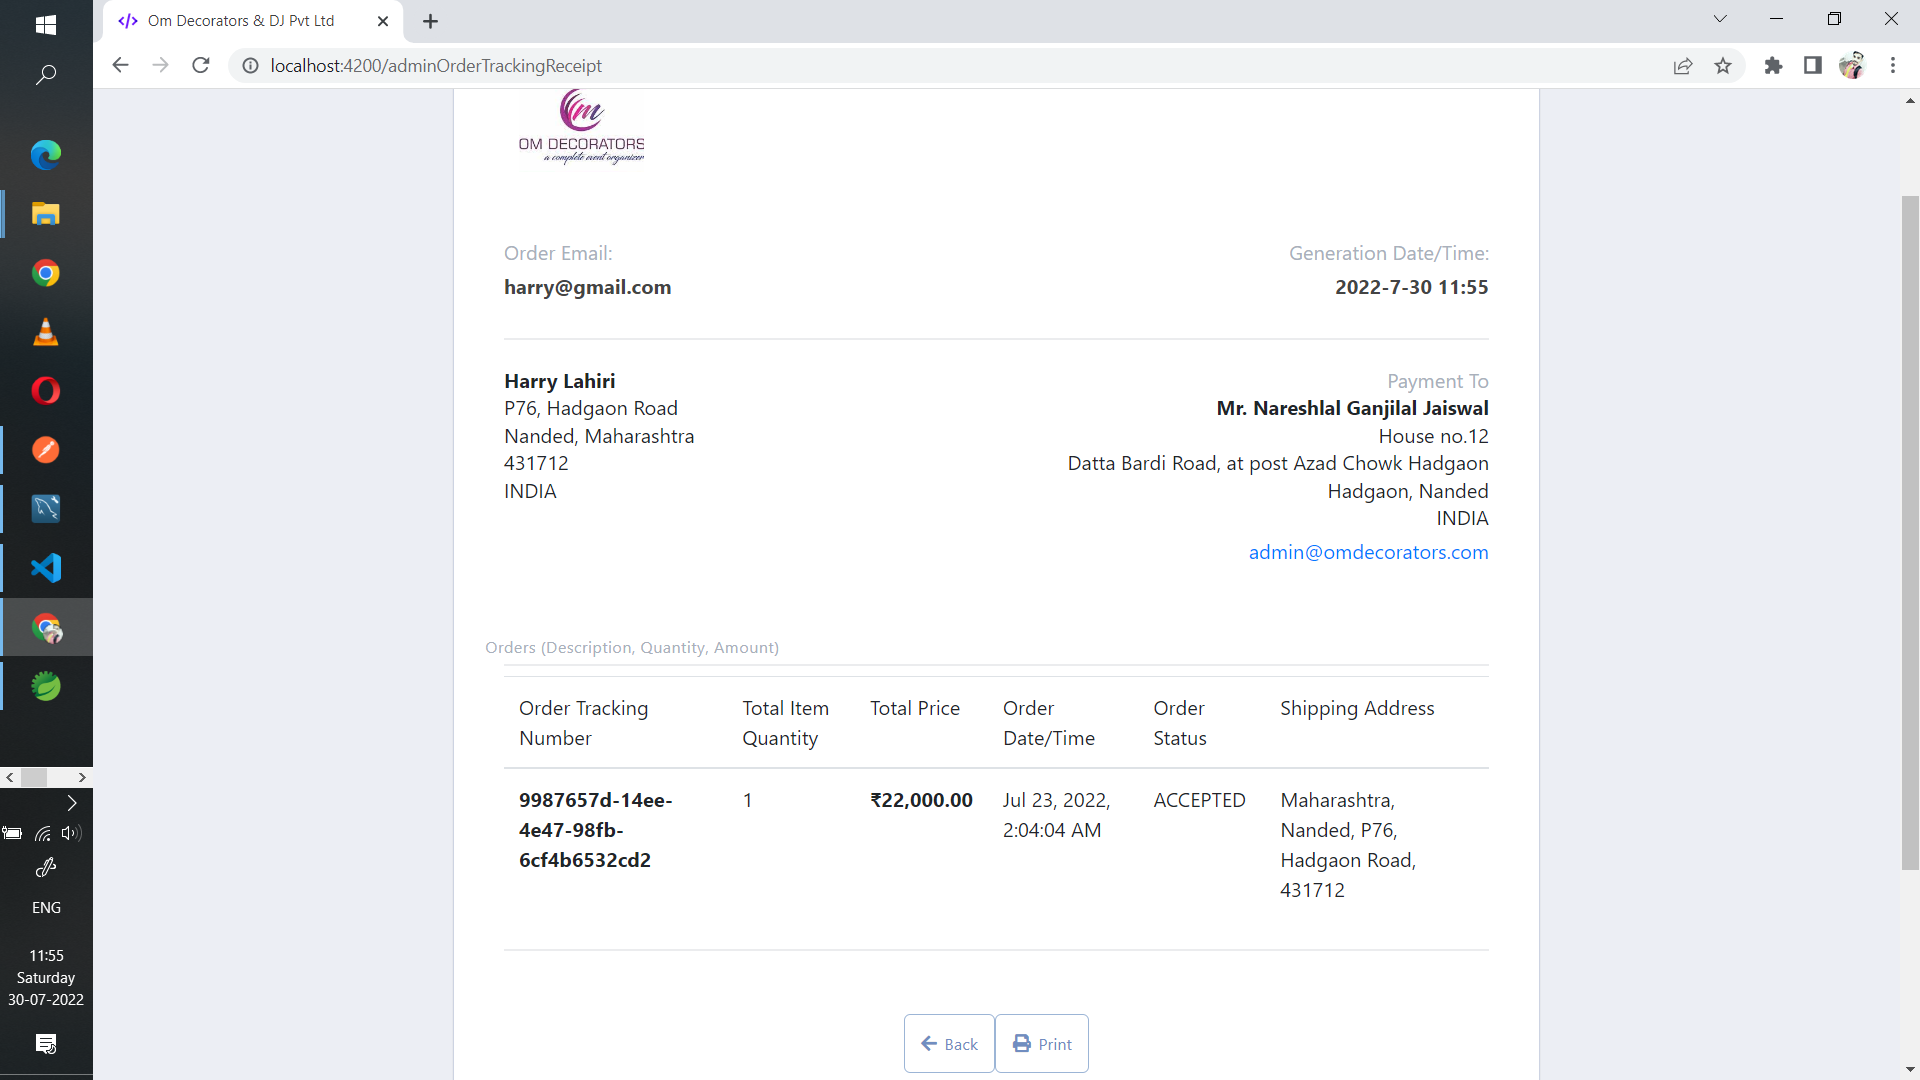 Om Decorators & DJ Pvt Ltd
localhost:4200/adminOrderTrackingReceipt
OM DECORATORS
a complete event organizer
Order Email:
Generation Date/Time:
harry@gmail.com
2022-7-30 11:55
Harry Lahiri
P76, Hadgaon Road
Nanded, Maharashtra
431712
INDIA
Payment To
Mr. Nareshlal Ganjilal Jaiswal
House no.12
Datta Bardi Road, at post Azad Chowk Hadgaon
Hadgaon, Nanded
INDIA
admin@omdecorators.com
Orders (Description, Quantity, Amount)
Order Tracking Number
Total Item Quantity
Total Price
Order Date/Time
Order Status
Shipping Address
9987657d-14ee-
4e47-98fb-
6cf4b6532cd2
1
₹22,000.00
Jul 23, 2022,
2:04:04 AM
ACCEPTED
Maharashtra,
Nanded, P76,
Hadgaon Road,
431712
Back
Print
ENG
11:55
Saturday
30-07-2022